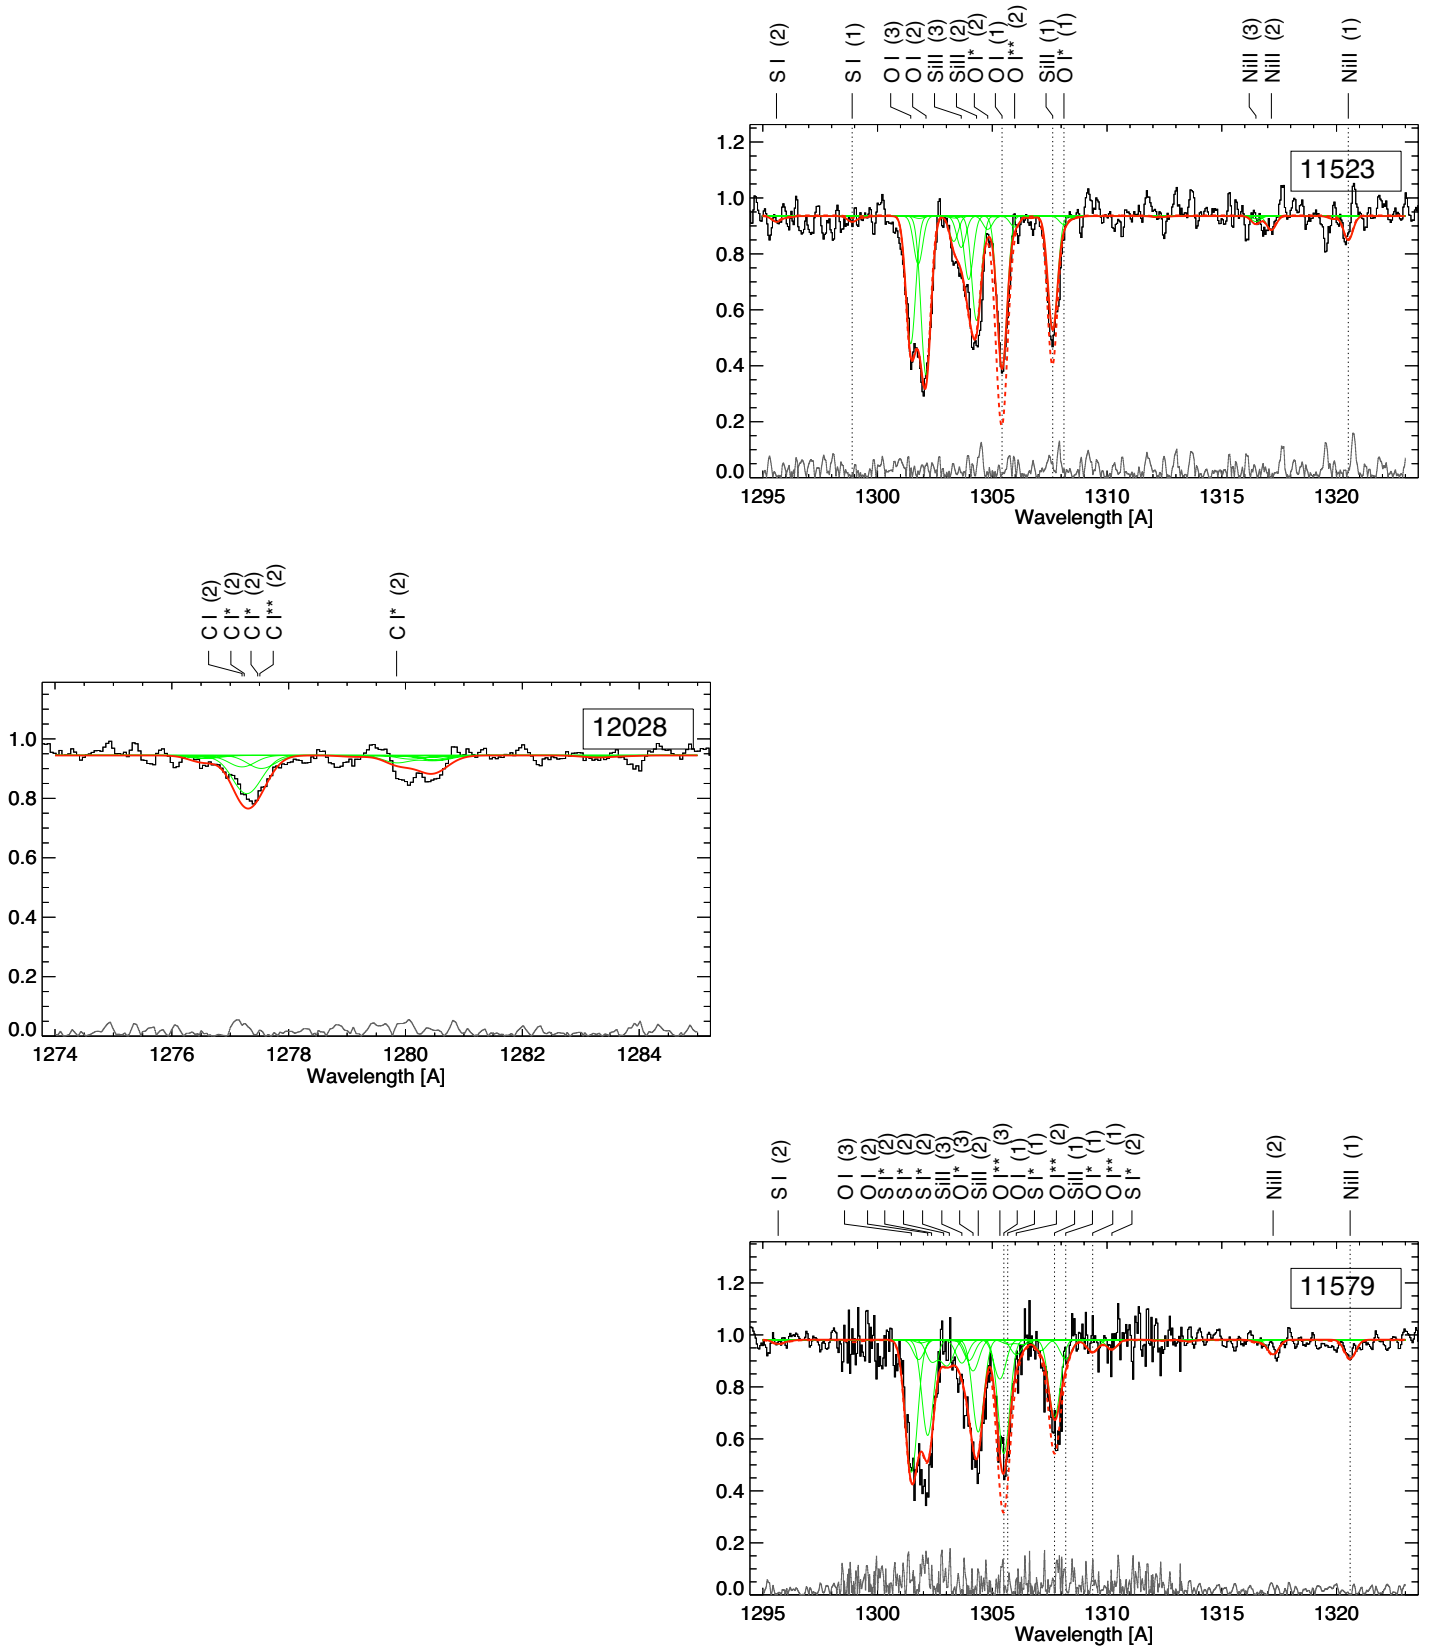 S I (2)
S I (1)
O I (3)
O I (2)
SiII (3)
SiII (2)
O I* (2)
O I (1)
O I** (2)
SiII (1)
O I* (1)
NiII (3)
NiII (2)
NiII (1)
11523
1.2
1.0
0.8
0.6
0.4
0.2
0.0
1295 1300 1305 1310 1315 1320
Wavelength [A]
C I (2)
C I* (2)
C I* (2)
C I** (2)
C I* (2)
12028
1.0
0.8
0.6
0.4
0.2
0.0
1274 1276 1278 1280 1282 1284
Wavelength [A]
S I (2)
O I (3)
O I (2)
S I* (2)
S I* (2)
S I* (2)
SiII (3)
O I* (3)
SiII (2)
O I** (3)
O I (1)
S I* (1)
O I** (2)
SiII (1)
O I* (1)
O I** (1)
S I* (2)
NiII (2)
NiII (1)
11579
1.2
1.0
0.8
0.6
0.4
0.2
0.0
1295 1300 1305 1310 1315 1320
Wavelength [A]